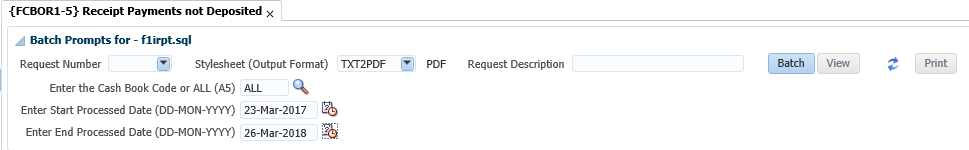 {FCBOR1-5} Receipt Payments not Deposited ×
Batch Prompts for - f1irpt.sql
Request Number Stylesheet (Output Format) TXT2PDF PDF Request Description Batch View Print
Enter the Cash Book Code or ALL (A5) ALL
Enter Start Processed Date (DD-MON-YYYY) 23-Mar-2017
Enter End Processed Date (DD-MON-YYYY) 26-Mar-2018